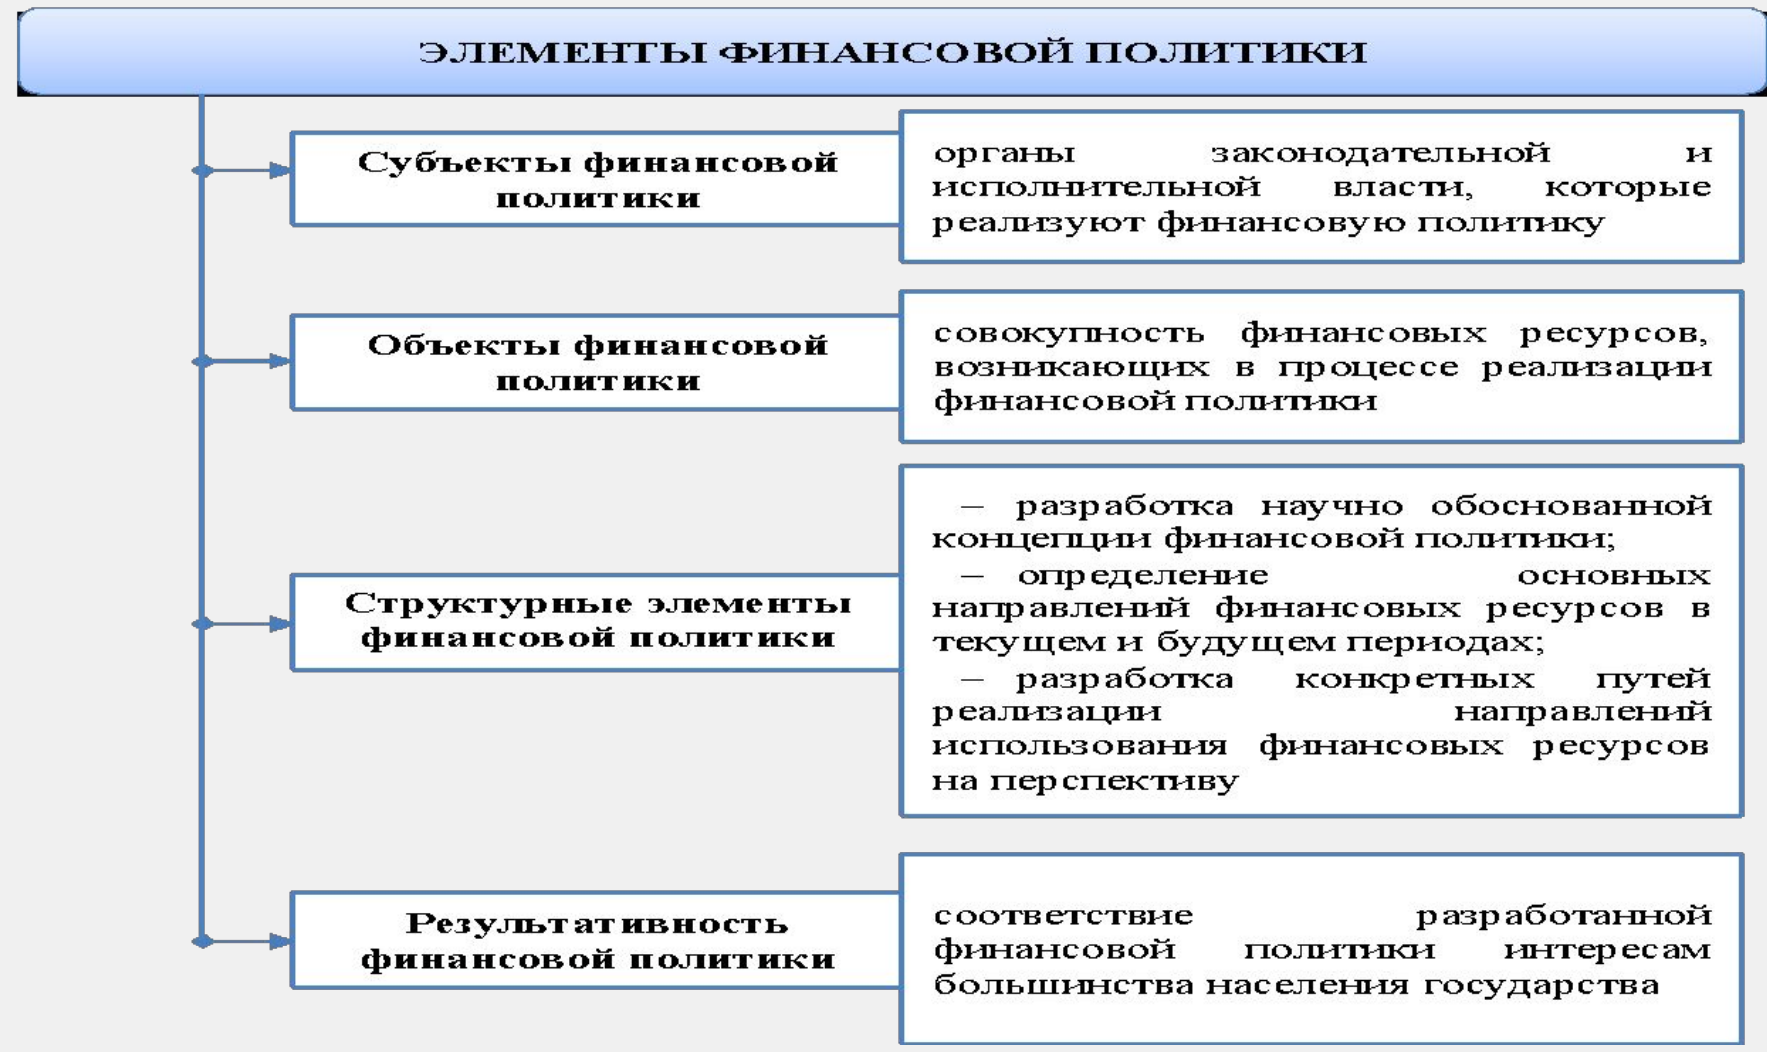 ЭЛЕМЕНТЫ ФИНАНСОВОЙ ПОЛИТИКИ
Субъекты финансовой
политики
органы законодательной и
исполнительной власти, которые
реализуют финансовую политику
Объекты финансовой
политики
совокупность финансовых ресурсов,
возникающих в процессе реализации
финансовой политики
Структурные элементы
финансовой политики
– разработка научно обоснованной
концепции финансовой политики;
– определение основных
направлений финансовых ресурсов в
текущем и будущем периодах;
– разработка конкретных путей
реализации направлений
использования финансовых ресурсов
на перспективу
Результативность
финансовой политики
соответствие разработанной
финансовой политики интересам
большинства населения государства